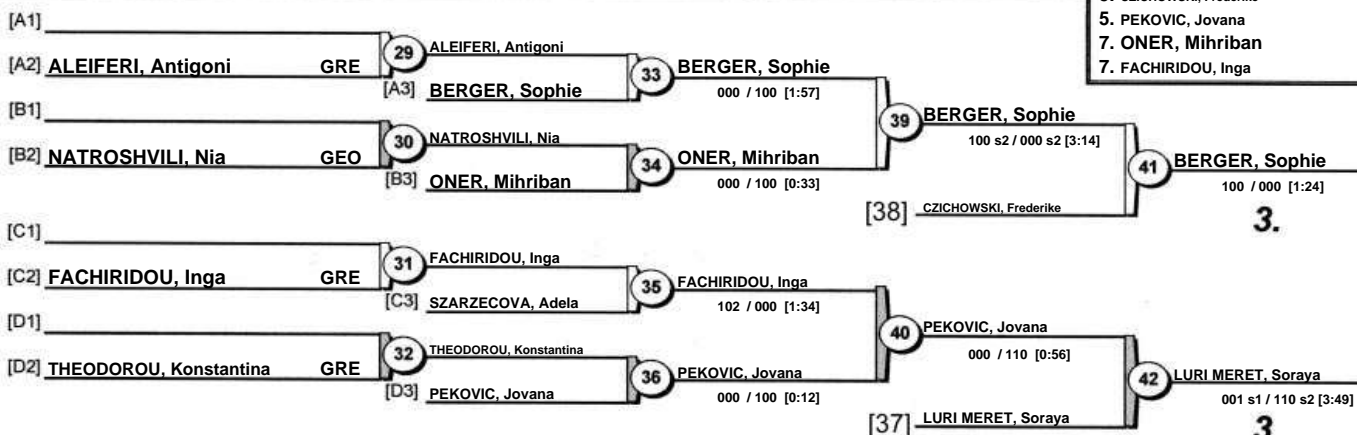 5. PEKOVIC, Jovana
7. ONER, Mihriban
7. FACHIRIDOU, Inga
[A1]
[A2] ALEIFERI, Antigoni GRE
29
ALEIFERI, Antigoni
[A3] BERGER, Sophie
33
BERGER, Sophie
000 / 100 [1:57]
[B1]
[B2] NATROSHVILI, Nia GEO
30
NATROSHVILI, Nia
[B3] ONER, Mihriban
34
ONER, Mihriban
000 / 100 [0:33]
39
BERGER, Sophie
100 s2 / 000 s2 [3:14]
[38] CZICHOWSKI, Frederike
41
BERGER, Sophie
100 / 000 [1:24]
3.
[C1]
[C2] FACHIRIDOU, Inga GRE
31
FACHIRIDOU, Inga
[C3] SZARZECOVA, Adela
35
FACHIRIDOU, Inga
102 / 000 [1:34]
[D1]
[D2] THEODOROU, Konstantina GRE
32
THEODOROU, Konstantina
[D3] PEKOVIC, Jovana
36
PEKOVIC, Jovana
000 / 100 [0:12]
40
PEKOVIC, Jovana
000 / 110 [0:56]
[37] LURI MERET, Soraya
42
LURI MERET, Soraya
001 s1 / 110 s2 [3:49]
3